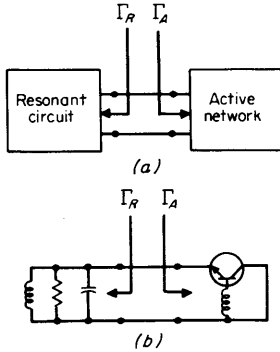 Γ_R Γ_A
Resonant circuit
Active network
(a)
Γ_R Γ_A
(b)